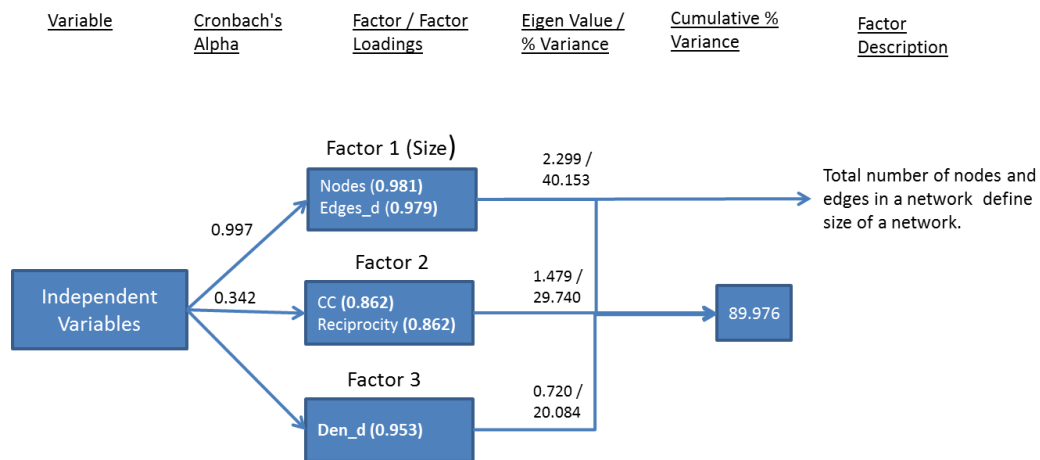 Variable
Cronbach's
Alpha
Factor / Factor
Loadings
Eigen Value /
% Variance
Cumulative %
Variance
Factor
Description
Factor 1 (Size)
Nodes (0.981)
Edges_d (0.979)
2.299 /
40.153
Total number of nodes and
edges in a network define
size of a network.
0.997
Factor 2
Independent
Variables
0.342
CC (0.862)
Reciprocity (0.862)
1.479 /
29.740
89.976
Factor 3
Den_d (0.953)
0.720 /
20.084